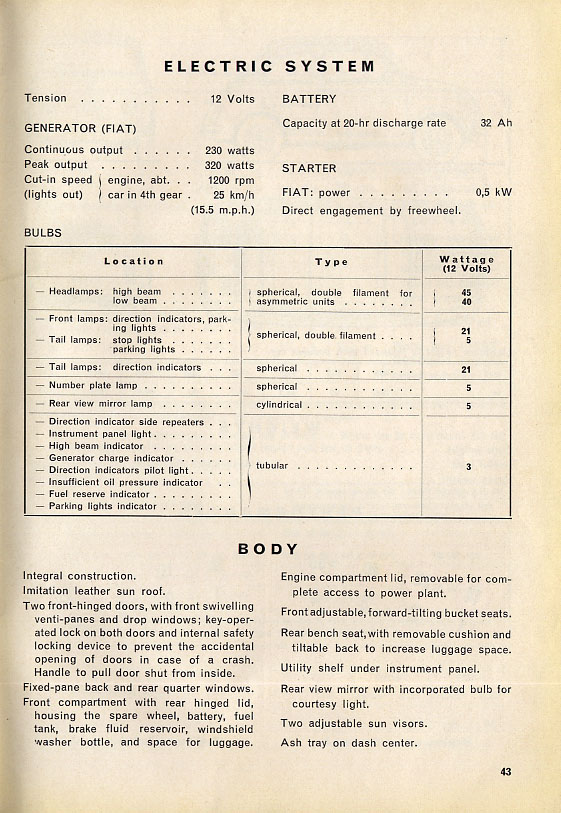 ELECTRIC SYSTEM
Tension . . . . . . . . . . . 12 Volts
GENERATOR (FIAT)
Continuous output . . . . . . 230 watts
Peak output . . . . . . . . . 320 watts
Cut-in speed { engine, abt. . . 1200 rpm
(lights out) { car in 4th gear . 25 km/h
(15.5 m.p.h.)
BATTERY
Capacity at 20-hr discharge rate 32 Ah
STARTER
FIAT: power . . . . . . . . . 0,5 kW
Direct engagement by freewheel.
BULBS
Location Type Wattage
(12 Volts)
— Headlamps: high beam . . . . . . . spherical, double filament for 45
low beam . . . . . . . . asymmetric units . . . . . . . . 40
— Front lamps: direction indicators, park-
ing lights . . . . . . . .
— Tail lamps: stop lights . . . . . . .
parking lights . . . . . .
spherical, double filament . . . . 21
5
— Tail lamps: direction indicators . . . spherical . . . . . . . . . . . . 21
— Number plate lamp . . . . . . . . . . spherical . . . . . . . . . . . . 5
— Rear view mirror lamp . . . . . . . . cylindrical . . . . . . . . . . . . 5
— Direction indicator side repeaters . . .
— Instrument panel light . . . . . . . . .
— High beam indicator . . . . . . . . .
— Generator charge indicator . . . . . .
— Direction indicators pilot light . . . . .
— Insufficient oil pressure indicator . .
— Fuel reserve indicator . . . . . . . . .
— Parking lights indicator . . . . . . . .
tubular . . . . . . . . . . . . . 3
BODY
Integral construction.
Imitation leather sun roof.
Two front-hinged doors, with front swivelling
venti-panes and drop windows; key-oper-
ated lock on both doors and internal safety
locking device to prevent the accidental
opening of doors in case of a crash.
Handle to pull door shut from inside.
Fixed-pane back and rear quarter windows.
Front compartment with rear hinged lid,
housing the spare wheel, battery, fuel
tank, brake fluid reservoir, windshield
washer bottle, and space for luggage.
Engine compartment lid, removable for com-
plete access to power plant.
Front adjustable, forward-tilting bucket seats.
Rear bench seat, with removable cushion and
tiltable back to increase luggage space.
Utility shelf under instrument panel.
Rear view mirror with incorporated bulb for
courtesy light.
Two adjustable sun visors.
Ash tray on dash center.
43